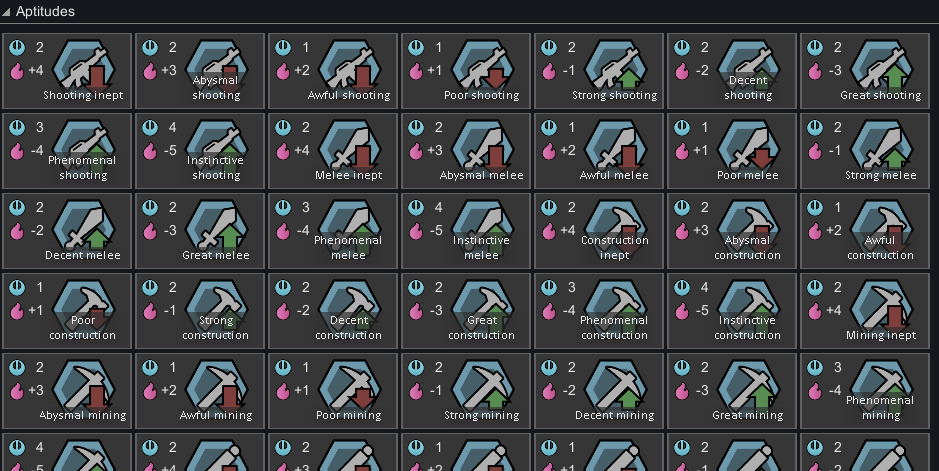 Aptitudes
2 2 1 1 2 2 2
+4 +3 +2 +1 -1 -2 -3
Abysmal Decent
Shooting inept shooting Awful shooting Poor shooting Strong shooting shooting Great shooting
3 4 2 2 1 1 2
-4 -5 +4 +3 +2 +1 -1
Phenomenal Instinctive
shooting shooting Melee inept Abysmal melee Awful melee Poor melee Strong melee
2 2 3 4 2 2 1
-2 -3 -4 -5 +4 +3 +2
Phenomenal Instinctive Construction Abysmal Awful
Decent melee Great melee melee melee inept construction construction
1 2 2 2 3 4 2
+1 -1 -2 -3 -4 -5 +4
Poor Strong Decent Great Phenomenal Instinctive
construction construction construction construction construction construction Mining inept
2 1 1 2 2 2 3
+3 +2 +1 -1 -2 -3 -4
Phenomenal
Abysmal mining Awful mining Poor mining Strong mining Decent mining Great mining mining
4 2 2 1 1 2 2